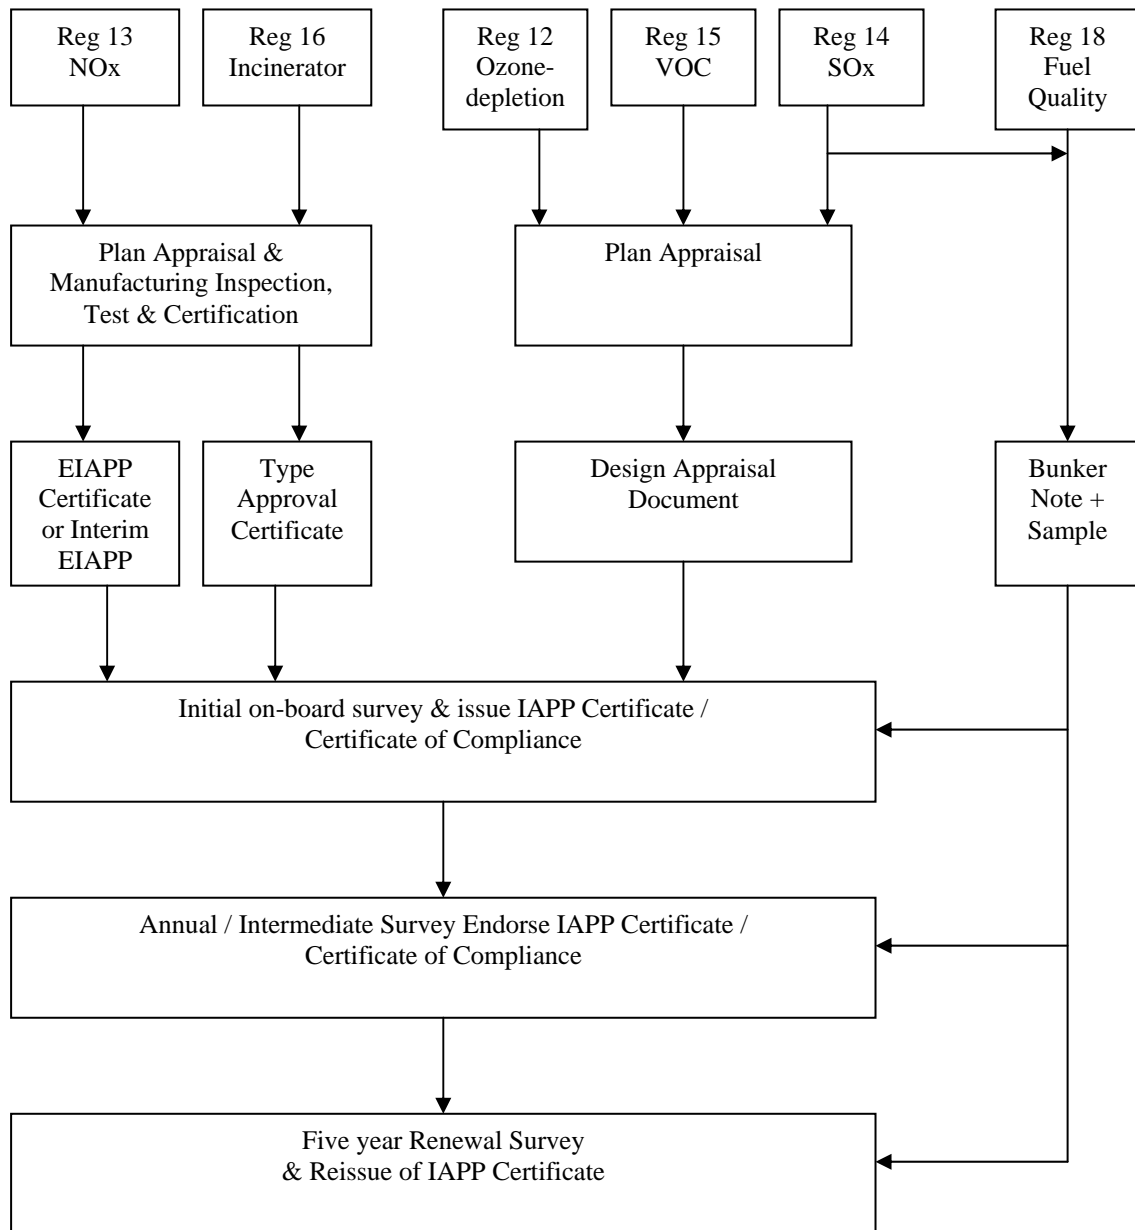 Reg 13
NOx
Reg 16
Incinerator
Reg 12
Ozone-
depletion
Reg 15
VOC
Reg 14
SOx
Reg 18
Fuel
Quality
Plan Appraisal &
Manufacturing Inspection,
Test & Certification
Plan Appraisal
EIAPP
Certificate
or Interim
EIAPP
Type
Approval
Certificate
Design Appraisal
Document
Bunker
Note +
Sample
Initial on-board survey & issue IAPP Certificate /
Certificate of Compliance
Annual / Intermediate Survey Endorse IAPP Certificate /
Certificate of Compliance
Five year Renewal Survey
& Reissue of IAPP Certificate